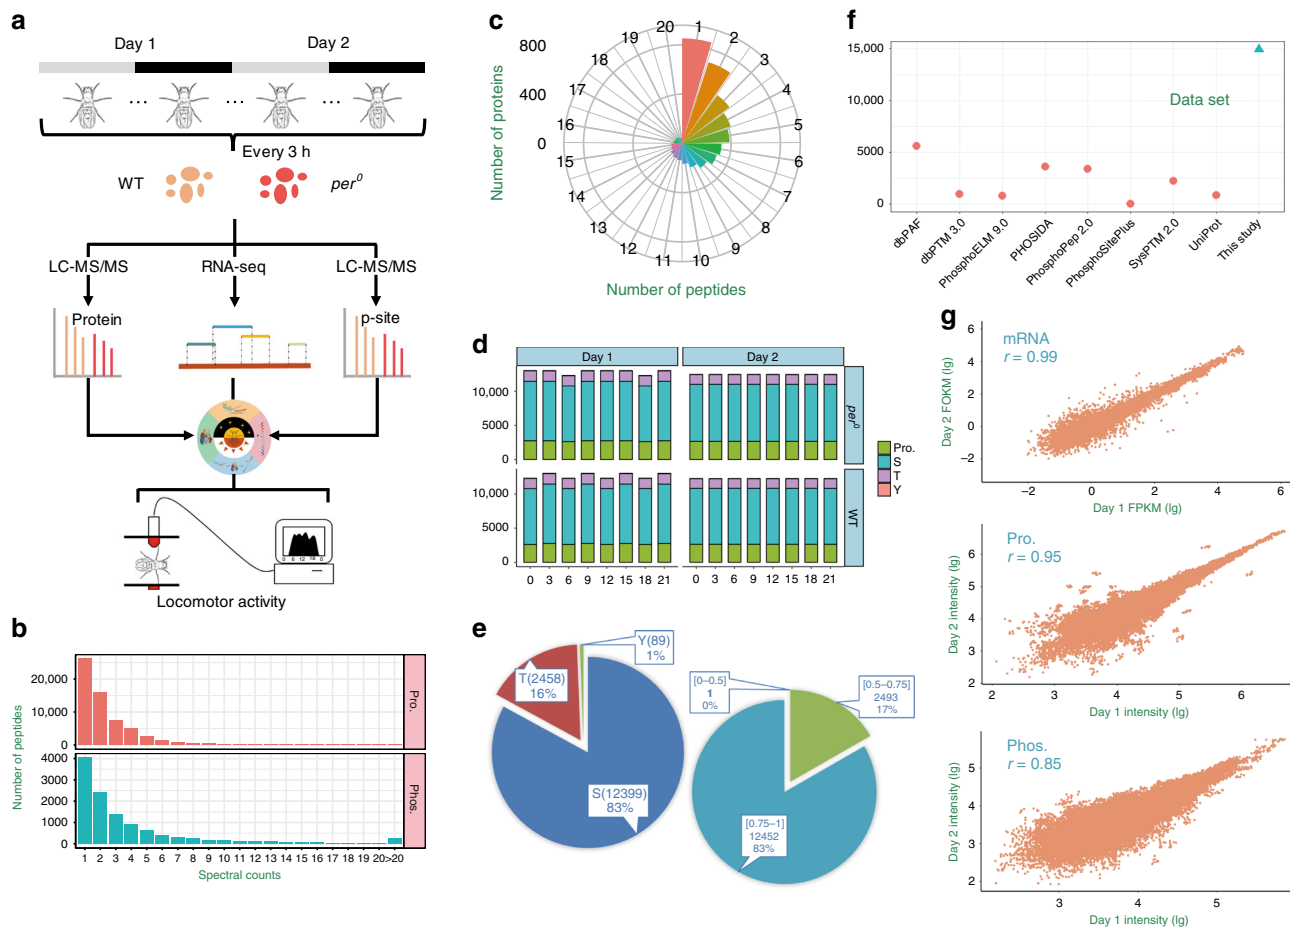 a
Day 1
Day 2
... ... ...
Every 3 h
WT
per0
LC-MS/MS
RNA-seq
LC-MS/MS
Protein
p-site
0 6 12 18 0
Locomotor activity
b
Number of peptides
20,000
10,000
0
Pro.
4000
3000
2000
1000
0
Phos.
1 2 3 4 5 6 7 8 9 10 11 12 13 14 15 16 17 18 19 20 >20
Spectral counts
c
Number of proteins
800
400
0
1
2
3
4
5
6
7
8
9
10
11
12
13
14
15
16
17
18
19
20
Number of peptides
d
Day 1
Day 2
10,000
5000
0
per0
10,000
5000
0
WT
0 3 6 9 12 15 18 21
0 3 6 9 12 15 18 21
Pro.
S
T
Y
e
Y(89)
1%
T(2458)
16%
S(12399)
83%
[0–0.5]
1
0%
[0.5–0.75]
2493
17%
[0.75–1]
12452
83%
f
15,000
10,000
5000
0
Data set
dbPAF
dbPTM 3.0
PhosphoELM 9.0
PHOSIDA
PhosphoPep 2.0
PhosphoSitePlus
SysPTM 2.0
UniProt
This study
g
mRNA
r = 0.99
Day 2 FOKM (lg)
6
4
2
0
−2
−2 0 2 4 6
Day 1 FPKM (lg)
Pro.
r = 0.95
Day 2 intensity (lg)
6
5
4
3
2
2 3 4 5 6
Day 1 intensity (lg)
Phos.
r = 0.85
Day 2 intensity (lg)
5
4
3
2
3 4 5
Day 1 intensity (lg)